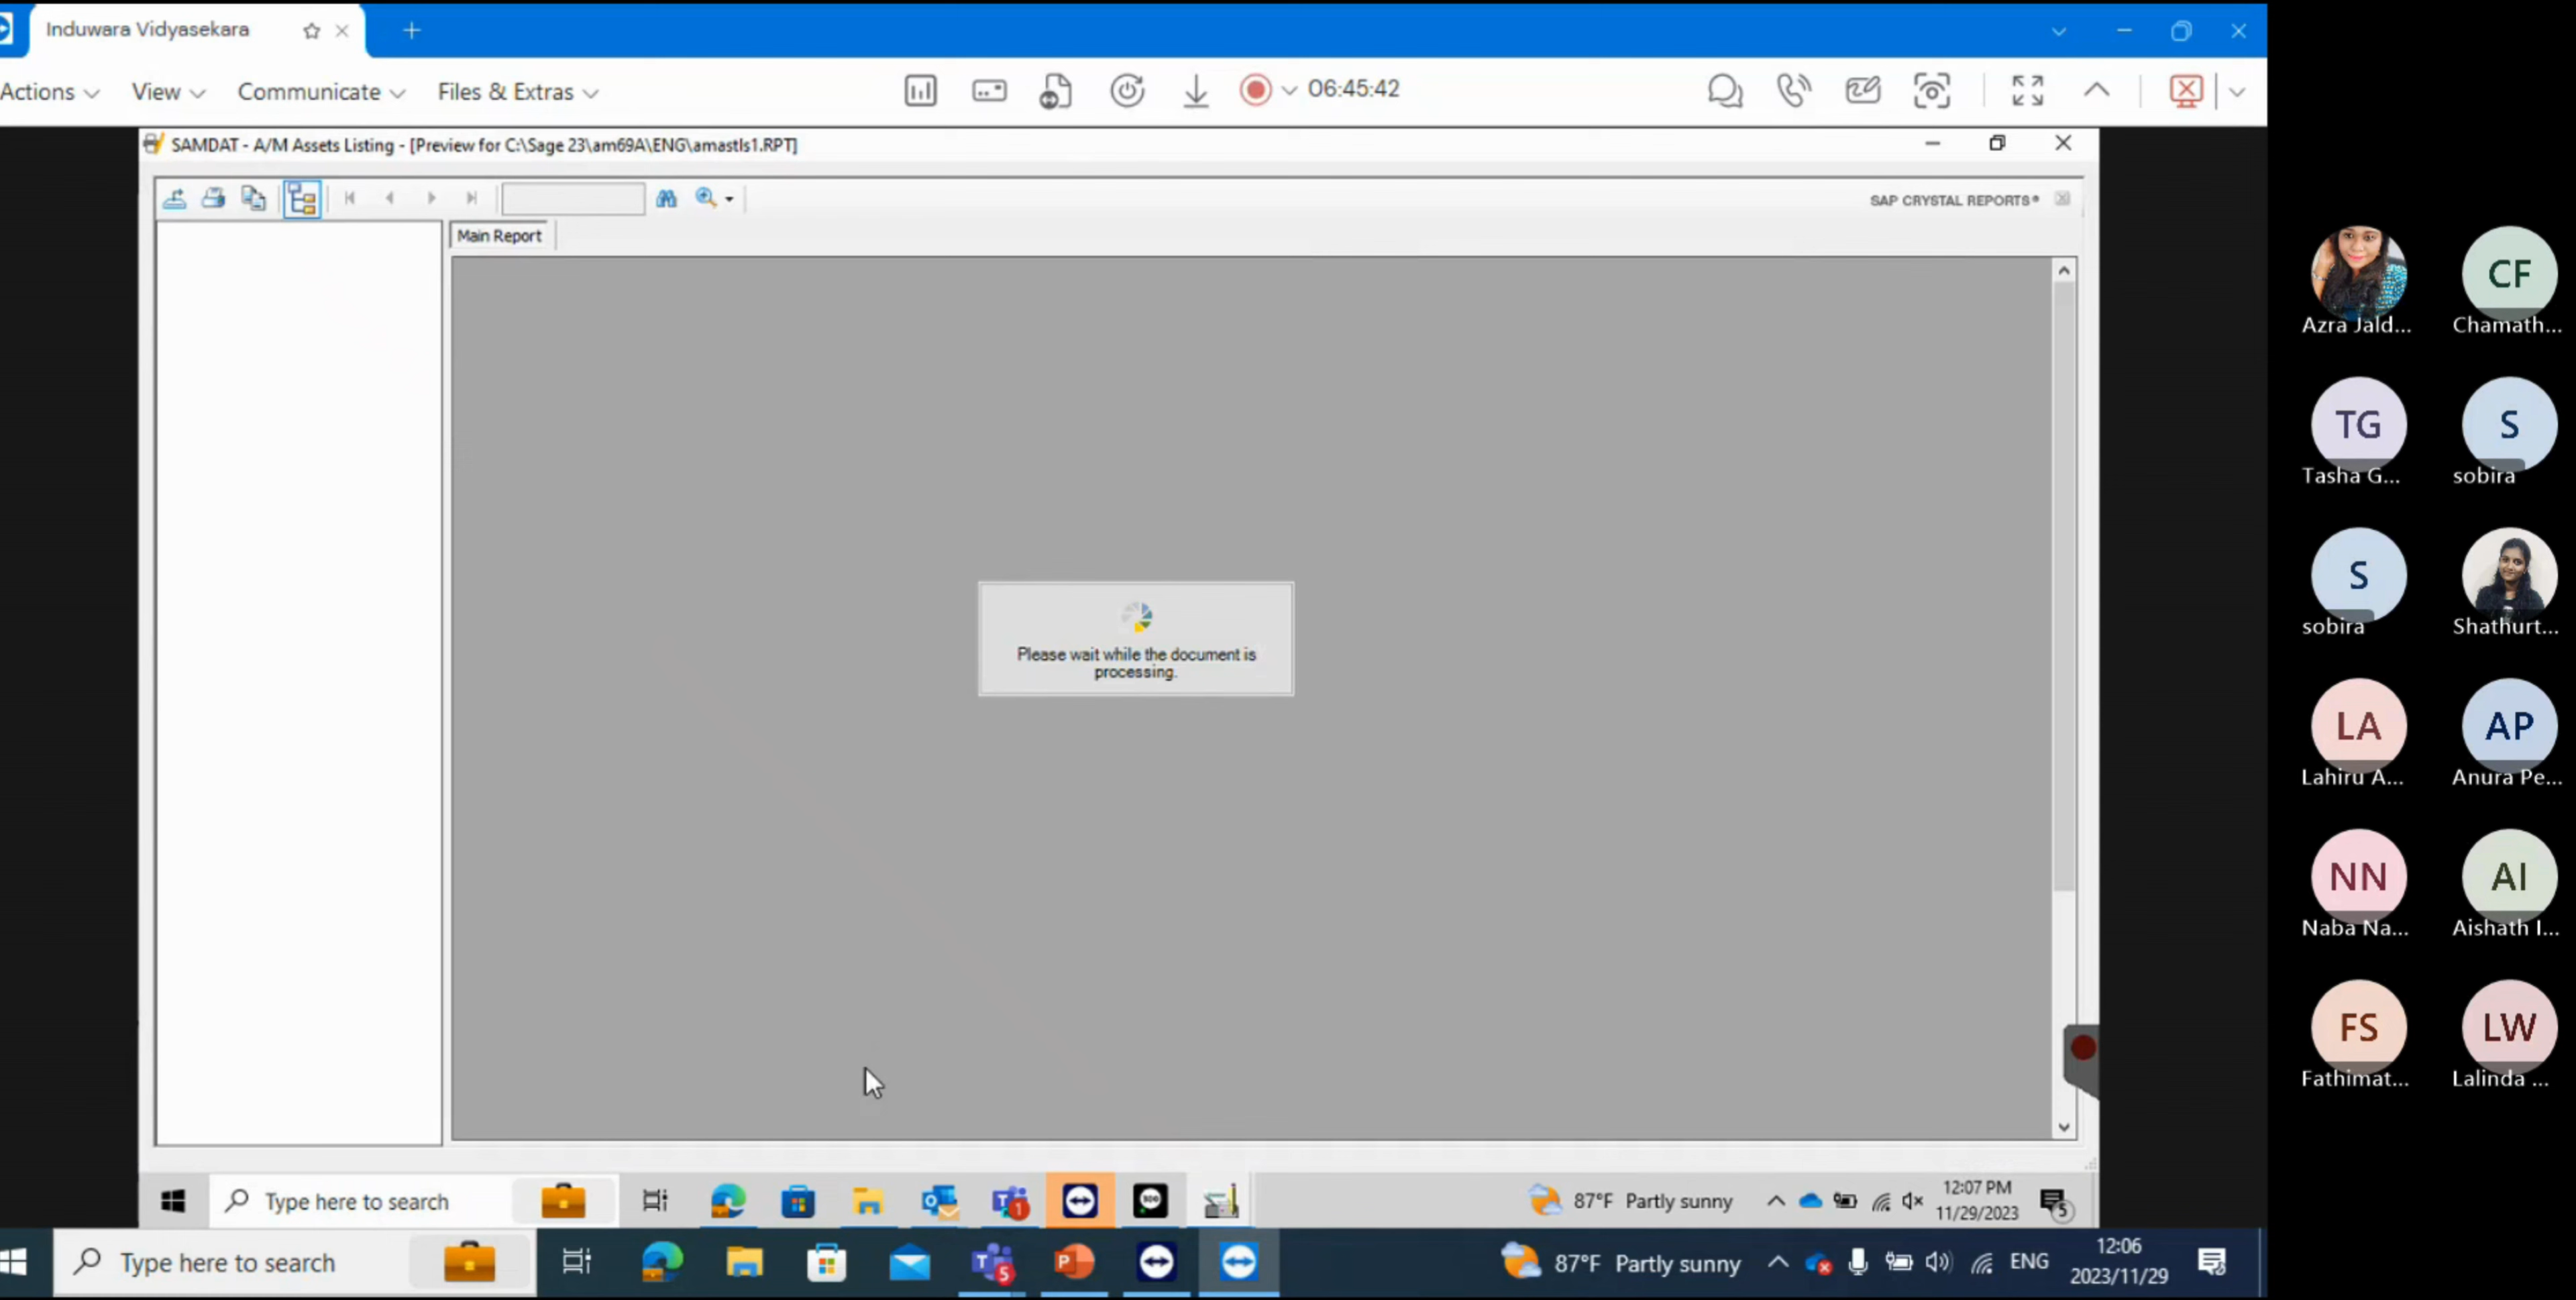 Induwara Vidyasekara
Actions View Communicate Files & Extras 06:45:42
SAMDAT - A/M Assets Listing - [Preview for C:\Sage 23\am69A\ENG\amastls1.RPT]
SAP CRYSTAL REPORTS®
Main Report
Please wait while the document is
processing.
Azra Jald...
CF
Chamath...
TG
Tasha G...
S
sobira
S
sobira
Shathurt...
LA
Lahiru A...
AP
Anura Pe...
NN
Naba Na...
AI
Aishath I...
FS
Fathimat...
LW
Lalinda ...
Type here to search
1
300
87°F Partly sunny
12:07 PM
11/29/2023
5
Type here to search
5
87°F Partly sunny
ENG
12:06
2023/11/29